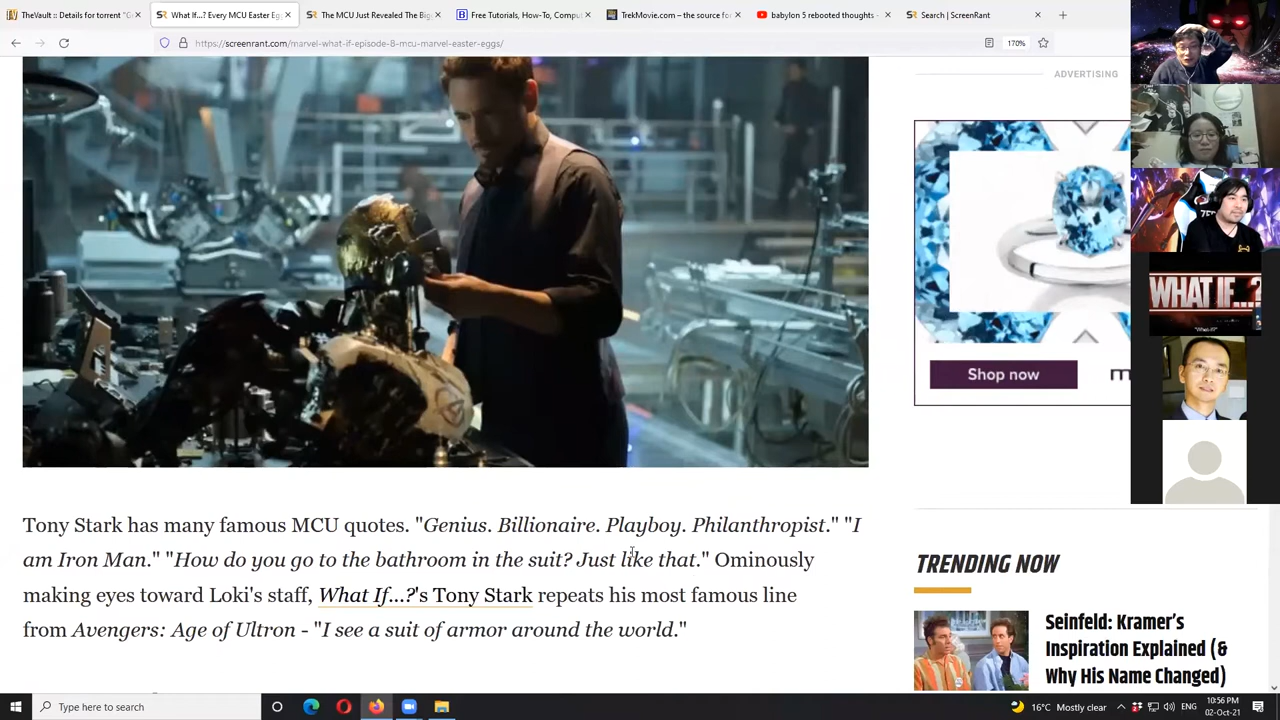 TheVault :: Details for torrent "G
What If...? Every MCU Easter Eg
The MCU Just Revealed The Big
Free Tutorials, How-To, Compu
TrekMovie.com – the source fo
babylon 5 rebooted thoughts -
Search | ScreenRant
https://screenrant.com/marvel-what-if-episode-8-mcu-marvel-easter-eggs/
170%
ADVERTISING
Shop now
WHAT IF...?
Tony Stark has many famous MCU quotes. "Genius. Billionaire. Playboy. Philanthropist." "I
am Iron Man." "How do you go to the bathroom in the suit? Just like that." Ominously
making eyes toward Loki's staff, What If...?'s Tony Stark repeats his most famous line
from Avengers: Age of Ultron - "I see a suit of armor around the world."
TRENDING NOW
Seinfeld: Kramer's
Inspiration Explained (&
Why His Name Changed)
Type here to search
16°C Mostly clear
ENG
10:56 PM
02-Oct-21